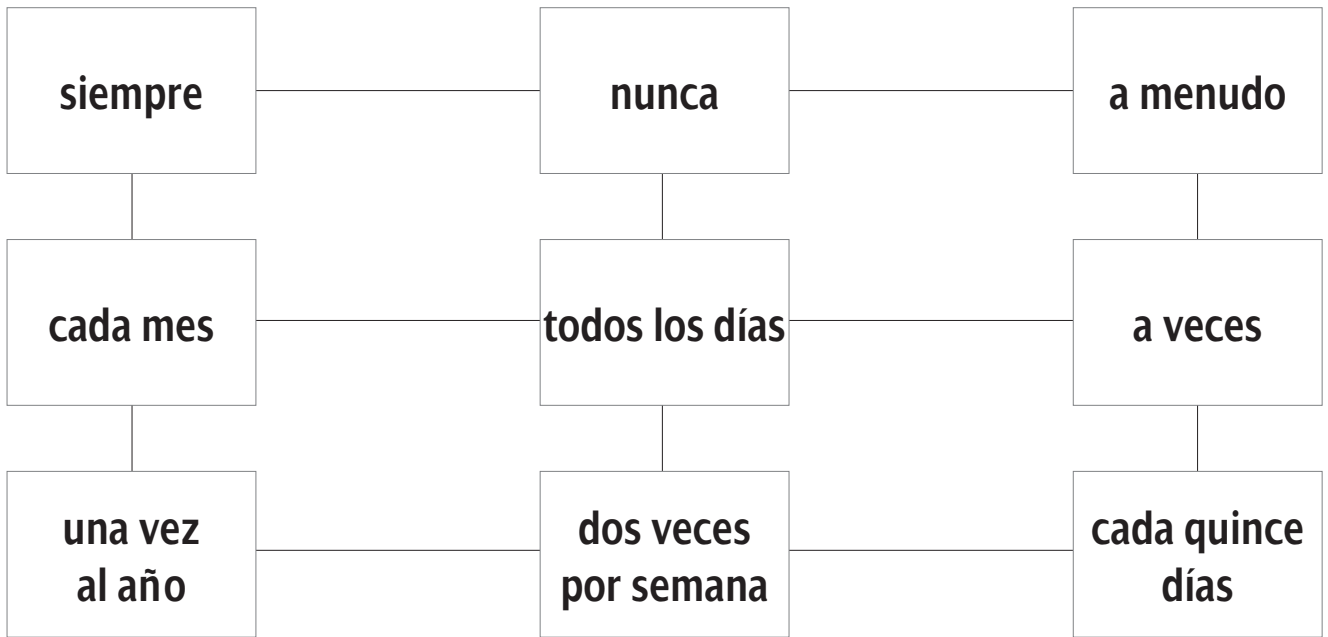 siempre
nunca
a menudo
cada mes
todos los días
a veces
una vez
al año
dos veces
por semana
cada quince
días